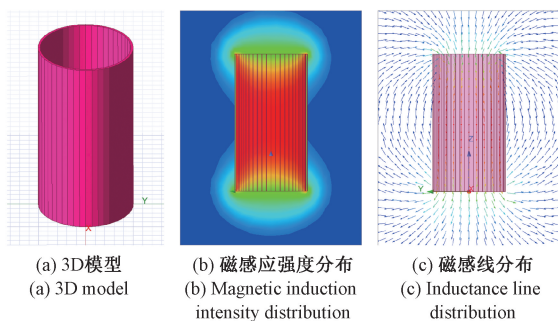 Y
X
Z
Y
X
(a) 3D模型
(a) 3D model
(b) 磁感应强度分布
(b) Magnetic induction
intensity distribution
(c) 磁感线分布
(c) Inductance line
distribution